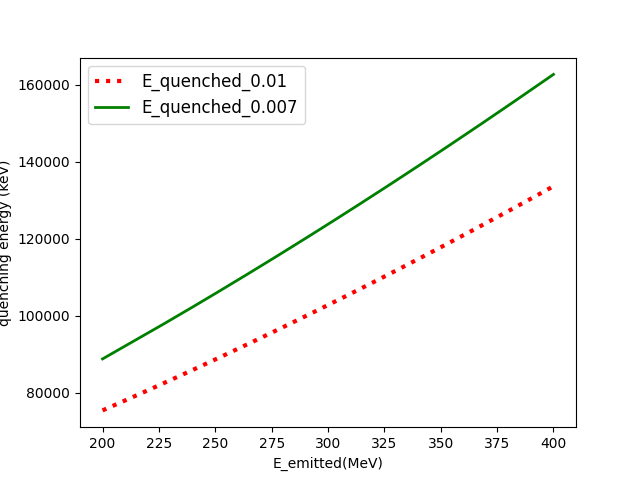 E_quenched_0.01
E_quenched_0.007
160000
140000
120000
100000
80000
quenching energy (keV)
200 225 250 275 300 325 350 375 400
E_emitted(MeV)